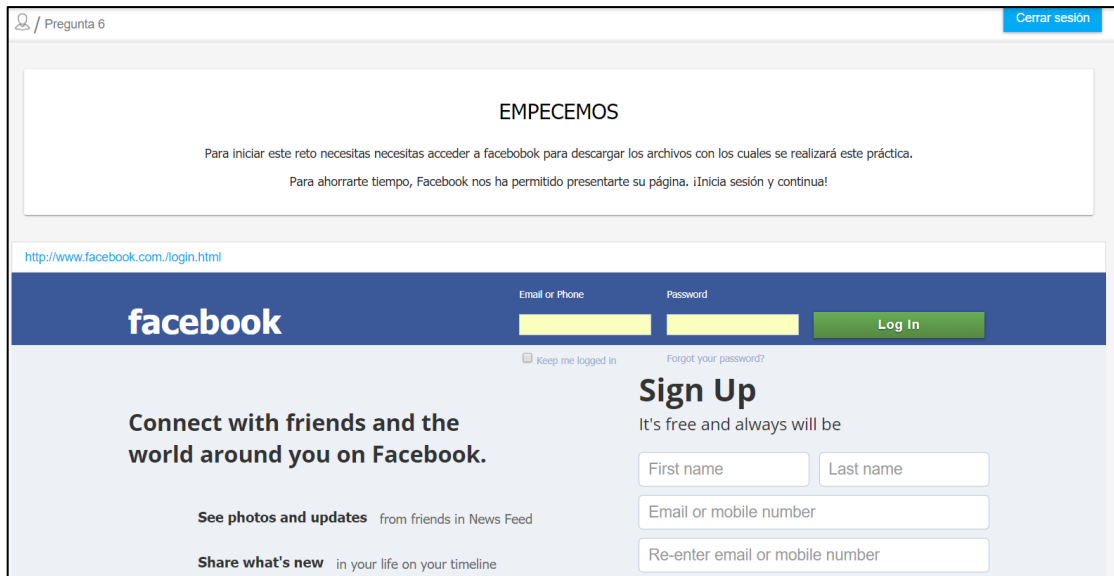 / Pregunta 6
Cerrar sesión
EMPECEMOS
Para iniciar este reto necesitas necesitas acceder a facebobok para descargar los archivos con los cuales se realizará este práctica.
Para ahorrarte tiempo, Facebook nos ha permitido presentarte su página. ¡Inicia sesión y continua!
http://www.facebook.com./login.html
Email or Phone
Password
facebook
Log In
Keep me logged in
Forgot your password?
Sign Up
Connect with friends and the
world around you on Facebook.
It's free and always will be
First name
Last name
Email or mobile number
See photos and updates from friends in News Feed
Re-enter email or mobile number
Share what's new in your life on your timeline